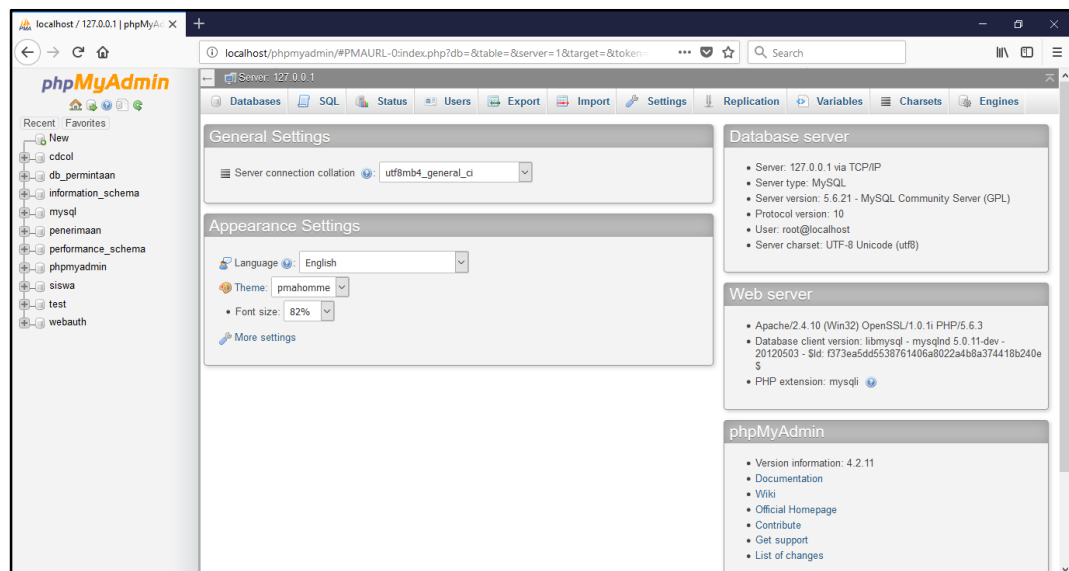 localhost / 127.0.0.1 | phpMyAd
localhost/phpmyadmin/#PMAURL-0:index.php?db=&table=&server=1&target=&token=
Search
phpMyAdmin
Recent Favorites
New
cdcol
db_permintaan
information_schema
mysql
penerimaan
performance_schema
phpmyadmin
siswa
test
webauth
Server: 127.0.0.1
Databases SQL Status Users Export Import Settings Replication Variables Charsets Engines
General Settings
Server connection collation : utf8mb4_general_ci
Appearance Settings
Language : English
Theme: pmahomme
• Font size: 82%
More settings
Database server
• Server: 127.0.0.1 via TCP/IP
• Server type: MySQL
• Server version: 5.6.21 - MySQL Community Server (GPL)
• Protocol version: 10
• User: root@localhost
• Server charset: UTF-8 Unicode (utf8)
Web server
• Apache/2.4.10 (Win32) OpenSSL/1.0.1i PHP/5.6.3
• Database client version: libmysql - mysqlnd 5.0.11-dev -
20120503 - $Id: f373ea5dd5538761406a8022a4b8a374418b240e
$
• PHP extension: mysqli
phpMyAdmin
• Version information: 4.2.11
• Documentation
• Wiki
• Official Homepage
• Contribute
• Get support
• List of changes